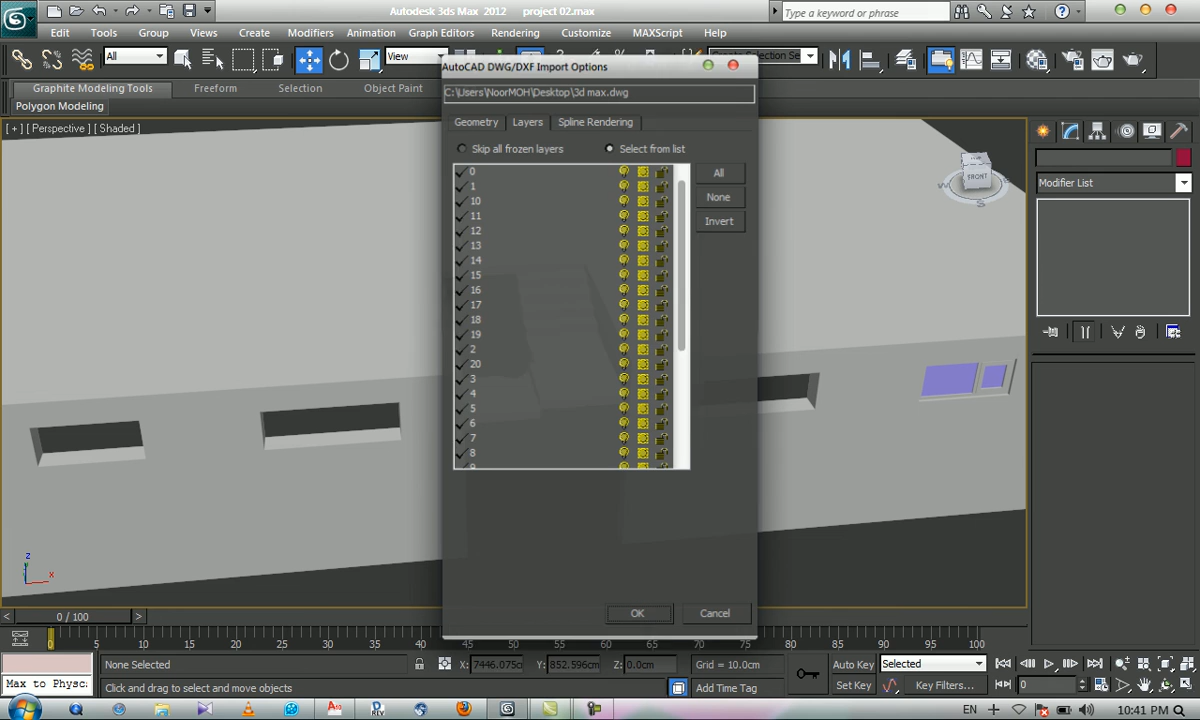 Autodesk 3ds Max 2012 project 02.max
Type a keyword or phrase
Edit Tools Group Views Create Modifiers Animation Graph Editors Rendering Customize MAXScript Help
All
View
AutoCAD DWG/DXF Import Options
C:\Users\NoorMOH\Desktop\3d max.dwg
Graphite Modeling Tools Freeform Selection Object Paint
Polygon Modeling
[ + ] [ Perspective ] [ Shaded ]
Geometry Layers Spline Rendering
Skip all frozen layers Select from list
0
1
10
11
12
13
14
15
16
17
18
19
2
20
3
4
5
6
7
8
9
All
None
Invert
OK Cancel
FRONT
W
S
Modifier List
z
x
0 / 100
0 10 15 20 25 30 35 40 45 50 55 60 65 70 75 80 85 90 95 100
None Selected
X: 7446.075cm Y: 852.596cm Z: 0.0cm
Grid = 10.0cm
Auto Key Selected
Max to Physc:
Click and drag to select and move objects
Add Time Tag
Set Key Key Filters...
0
EN
10:41 PM